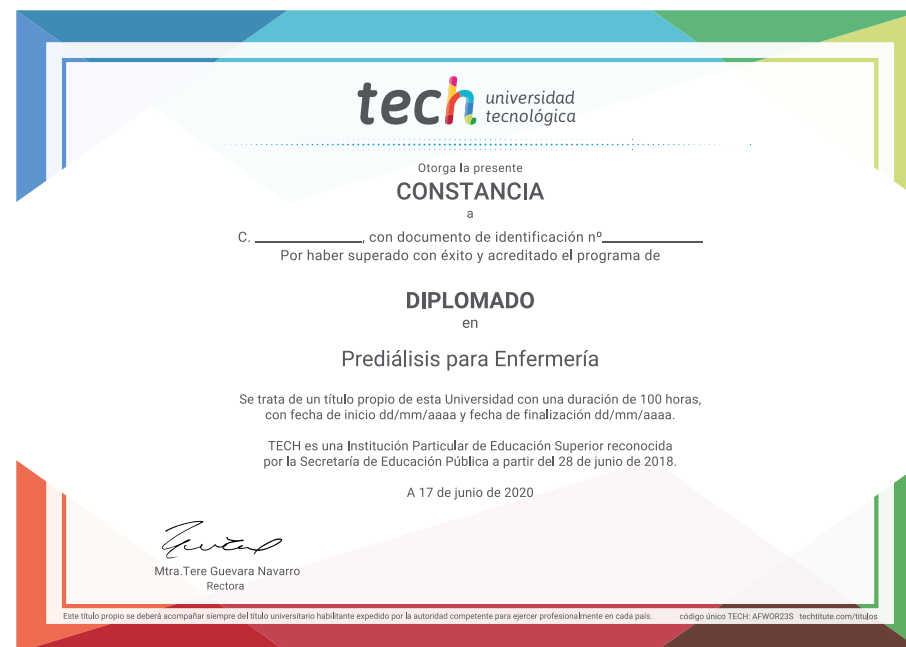 tech universidad
tecnológica
Otorga la presente
CONSTANCIA
a
C. ____________, con documento de identificación nº____________
Por haber superado con éxito y acreditado el programa de
DIPLOMADO
en
Prediálisis para Enfermería
Se trata de un título propio de esta Universidad con una duración de 100 horas,
con fecha de inicio dd/mm/aaaa y fecha de finalización dd/mm/aaaa.
TECH es una Institución Particular de Educación Superior reconocida
por la Secretaría de Educación Pública a partir del 28 de junio de 2018.
A 17 de junio de 2020
Mtra.Tere Guevara Navarro
Rectora
Este título propio se deberá acompañar siempre del título universitario habilitante expedido por la autoridad competente para ejercer profesionalmente en cada país. código único TECH: AFWOR23S techtitute.com/titulos